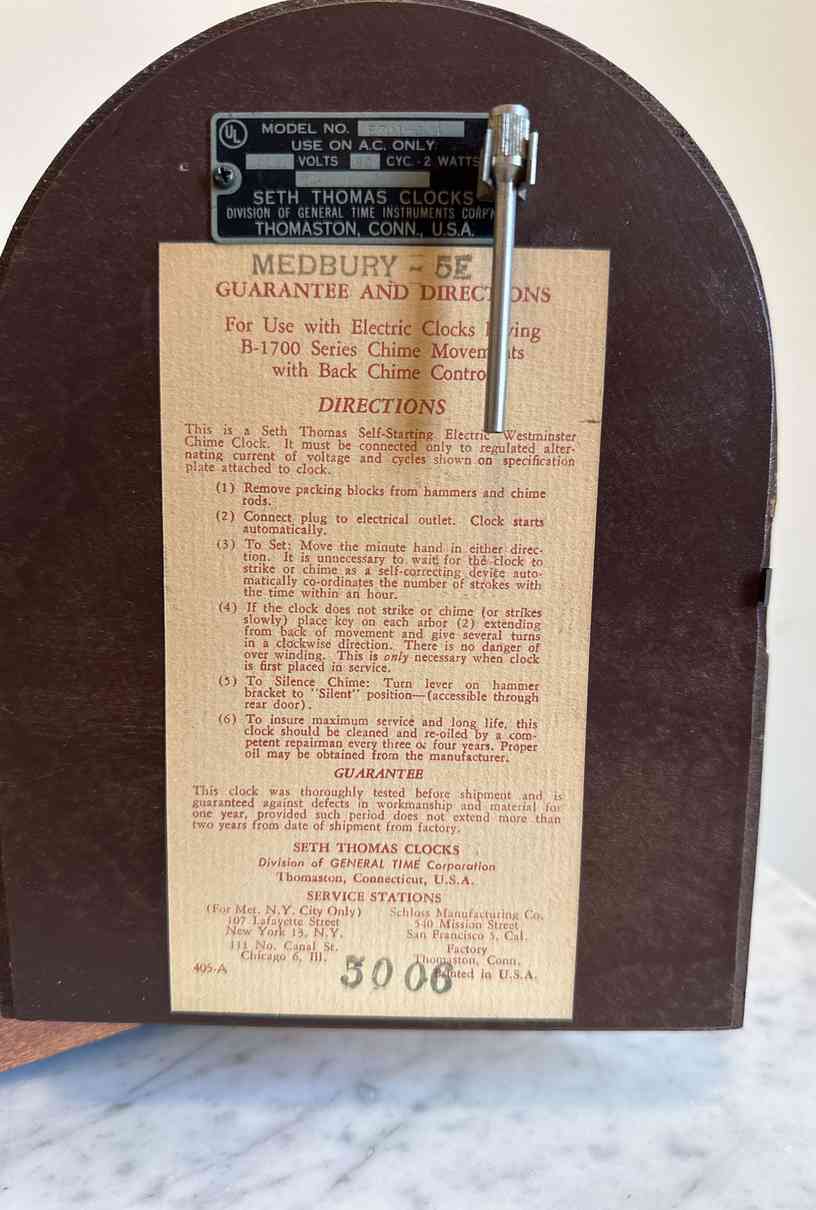 UL
MODEL NO.
USE ON A.C. ONLY
VOLTS CYC. - 2 WATTS
SETH THOMAS CLOCKS
DIVISION OF GENERAL TIME INSTRUMENTS CORP'N
THOMASTON, CONN., U.S.A.
MEDBURY - 5E
GUARANTEE AND DIRECTIONS
For Use with Electric Clocks
B-1700 Series Chime Movements
with Back Chime Control
DIRECTIONS
This is a Seth Thomas Self-Starting Electric Westminster
Chime Clock. It must be connected only to regulated alter-
nating current of voltage and cycles shown on specification
plate attached to clock.
(1) Remove packing blocks from hammers and chime
rods.
(2) Connect plug to electrical outlet. Clock starts
automatically.
(3) To Set: Move the minute hand in either direc-
tion. It is unnecessary to wait for the clock to
strike or chime as a self-correcting device auto-
matically co-ordinates the number of strokes with
the time within an hour.
(4) If the clock does not strike or chime (or strikes
slowly) place key on each arbor (2) extending
from back of movement and give several turns
in a clockwise direction. There is no danger of
over winding. This is only necessary when clock
is first placed in service.
(5) To Silence Chime: Turn lever on hammer
bracket to "Silent" position—(accessible through
rear door).
(6) To insure maximum service and long life, this
clock should be cleaned and re-oiled by a com-
petent repairman every three or four years. Proper
oil may be obtained from the manufacturer.
GUARANTEE
This clock was thoroughly tested before shipment and is
guaranteed against defects in workmanship and material for
one year, provided such period does not extend more than
two years from date of shipment from factory.
SETH THOMAS CLOCKS
Division of GENERAL TIME Corporation
Thomaston, Connecticut, U.S.A.
SERVICE STATIONS
(For Met. N.Y. City Only)
107 Lafayette Street
New York 13, N.Y.
111 No. Canal St.
Chicago 6, Ill.
Schloss Manufacturing Co.
540 Mission Street
San Francisco 5, Cal.
Factory
Thomaston, Conn.
405-A
5006
Printed in U.S.A.